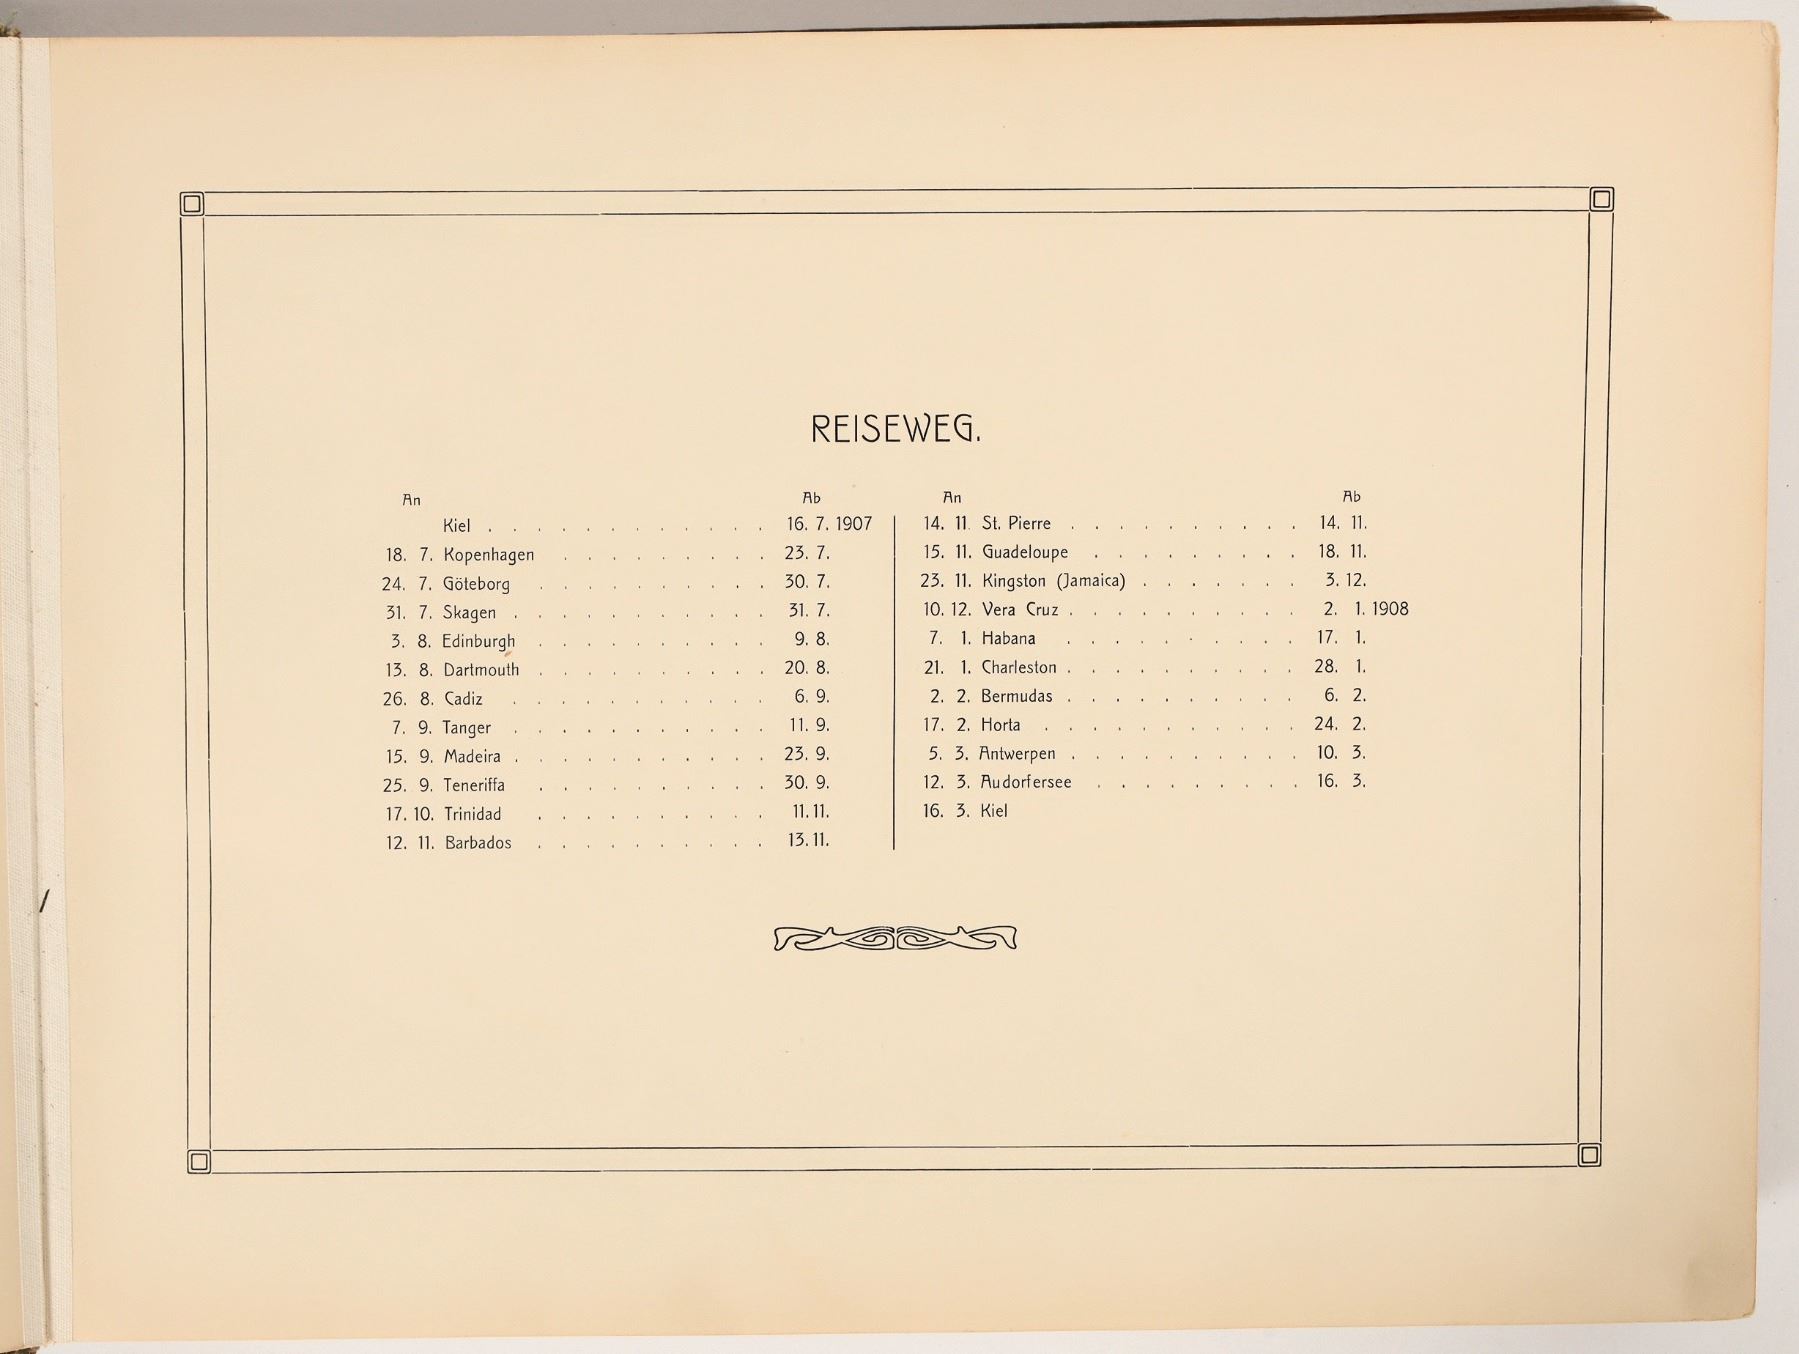 REISEWEG.
An Ab
Kiel . . . . . . . . . . . . 16. 7. 1907
18. 7. Kopenhagen . . . . . . . . . 23. 7.
24. 7. Göteborg . . . . . . . . . . 30. 7.
31. 7. Skagen . . . . . . . . . . . 31. 7.
3. 8. Edinburgh . . . . . . . . . . 9. 8.
13. 8. Dartmouth . . . . . . . . . . 20. 8.
26. 8. Cadiz . . . . . . . . . . . 6. 9.
7. 9. Tanger . . . . . . . . . . . 11. 9.
15. 9. Madeira . . . . . . . . . . . 23. 9.
25. 9. Teneriffa . . . . . . . . . . 30. 9.
17. 10. Trinidad . . . . . . . . . . 11. 11.
12. 11. Barbados . . . . . . . . . . 13. 11.
An Ab
14. 11. St. Pierre . . . . . . . . . . 14. 11.
15. 11. Guadeloupe . . . . . . . . . 18. 11.
23. 11. Kingston (Jamaica) . . . . . . . 3. 12.
10. 12. Vera Cruz . . . . . . . . . . 2. 1. 1908
7. 1. Habana . . . . . . . . . . 17. 1.
21. 1. Charleston . . . . . . . . . . 28. 1.
2. 2. Bermudas . . . . . . . . . . 6. 2.
17. 2. Horta . . . . . . . . . . . 24. 2.
5. 3. Antwerpen . . . . . . . . . . 10. 3.
12. 3. Audorfersee . . . . . . . . . 16. 3.
16. 3. Kiel